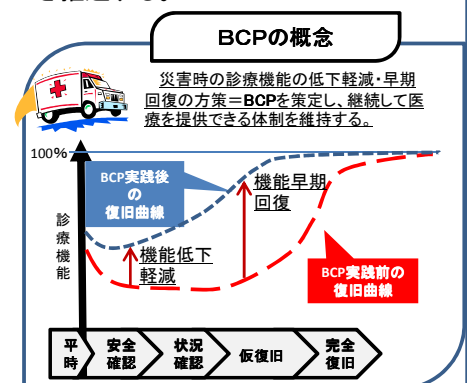 BCPの概念
災害時の診療機能の低下軽減・早期
回復の方策＝BCPを策定し、継続して医
療を提供できる体制を維持する。
100%
BCP実践後
の
復旧曲線
機能早期
回復
診療機能
機能低下
軽減
BCP実践前の
復旧曲線
平時
安全
確認
状況
確認
仮復旧
完全
復旧